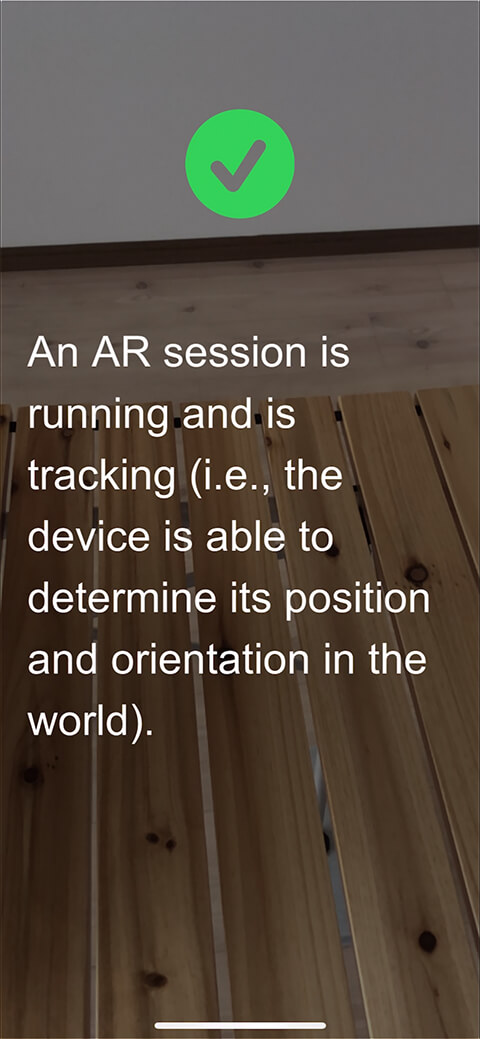 An AR session is
running and is
tracking (i.e., the
device is able to
determine its position
and orientation in the
world).